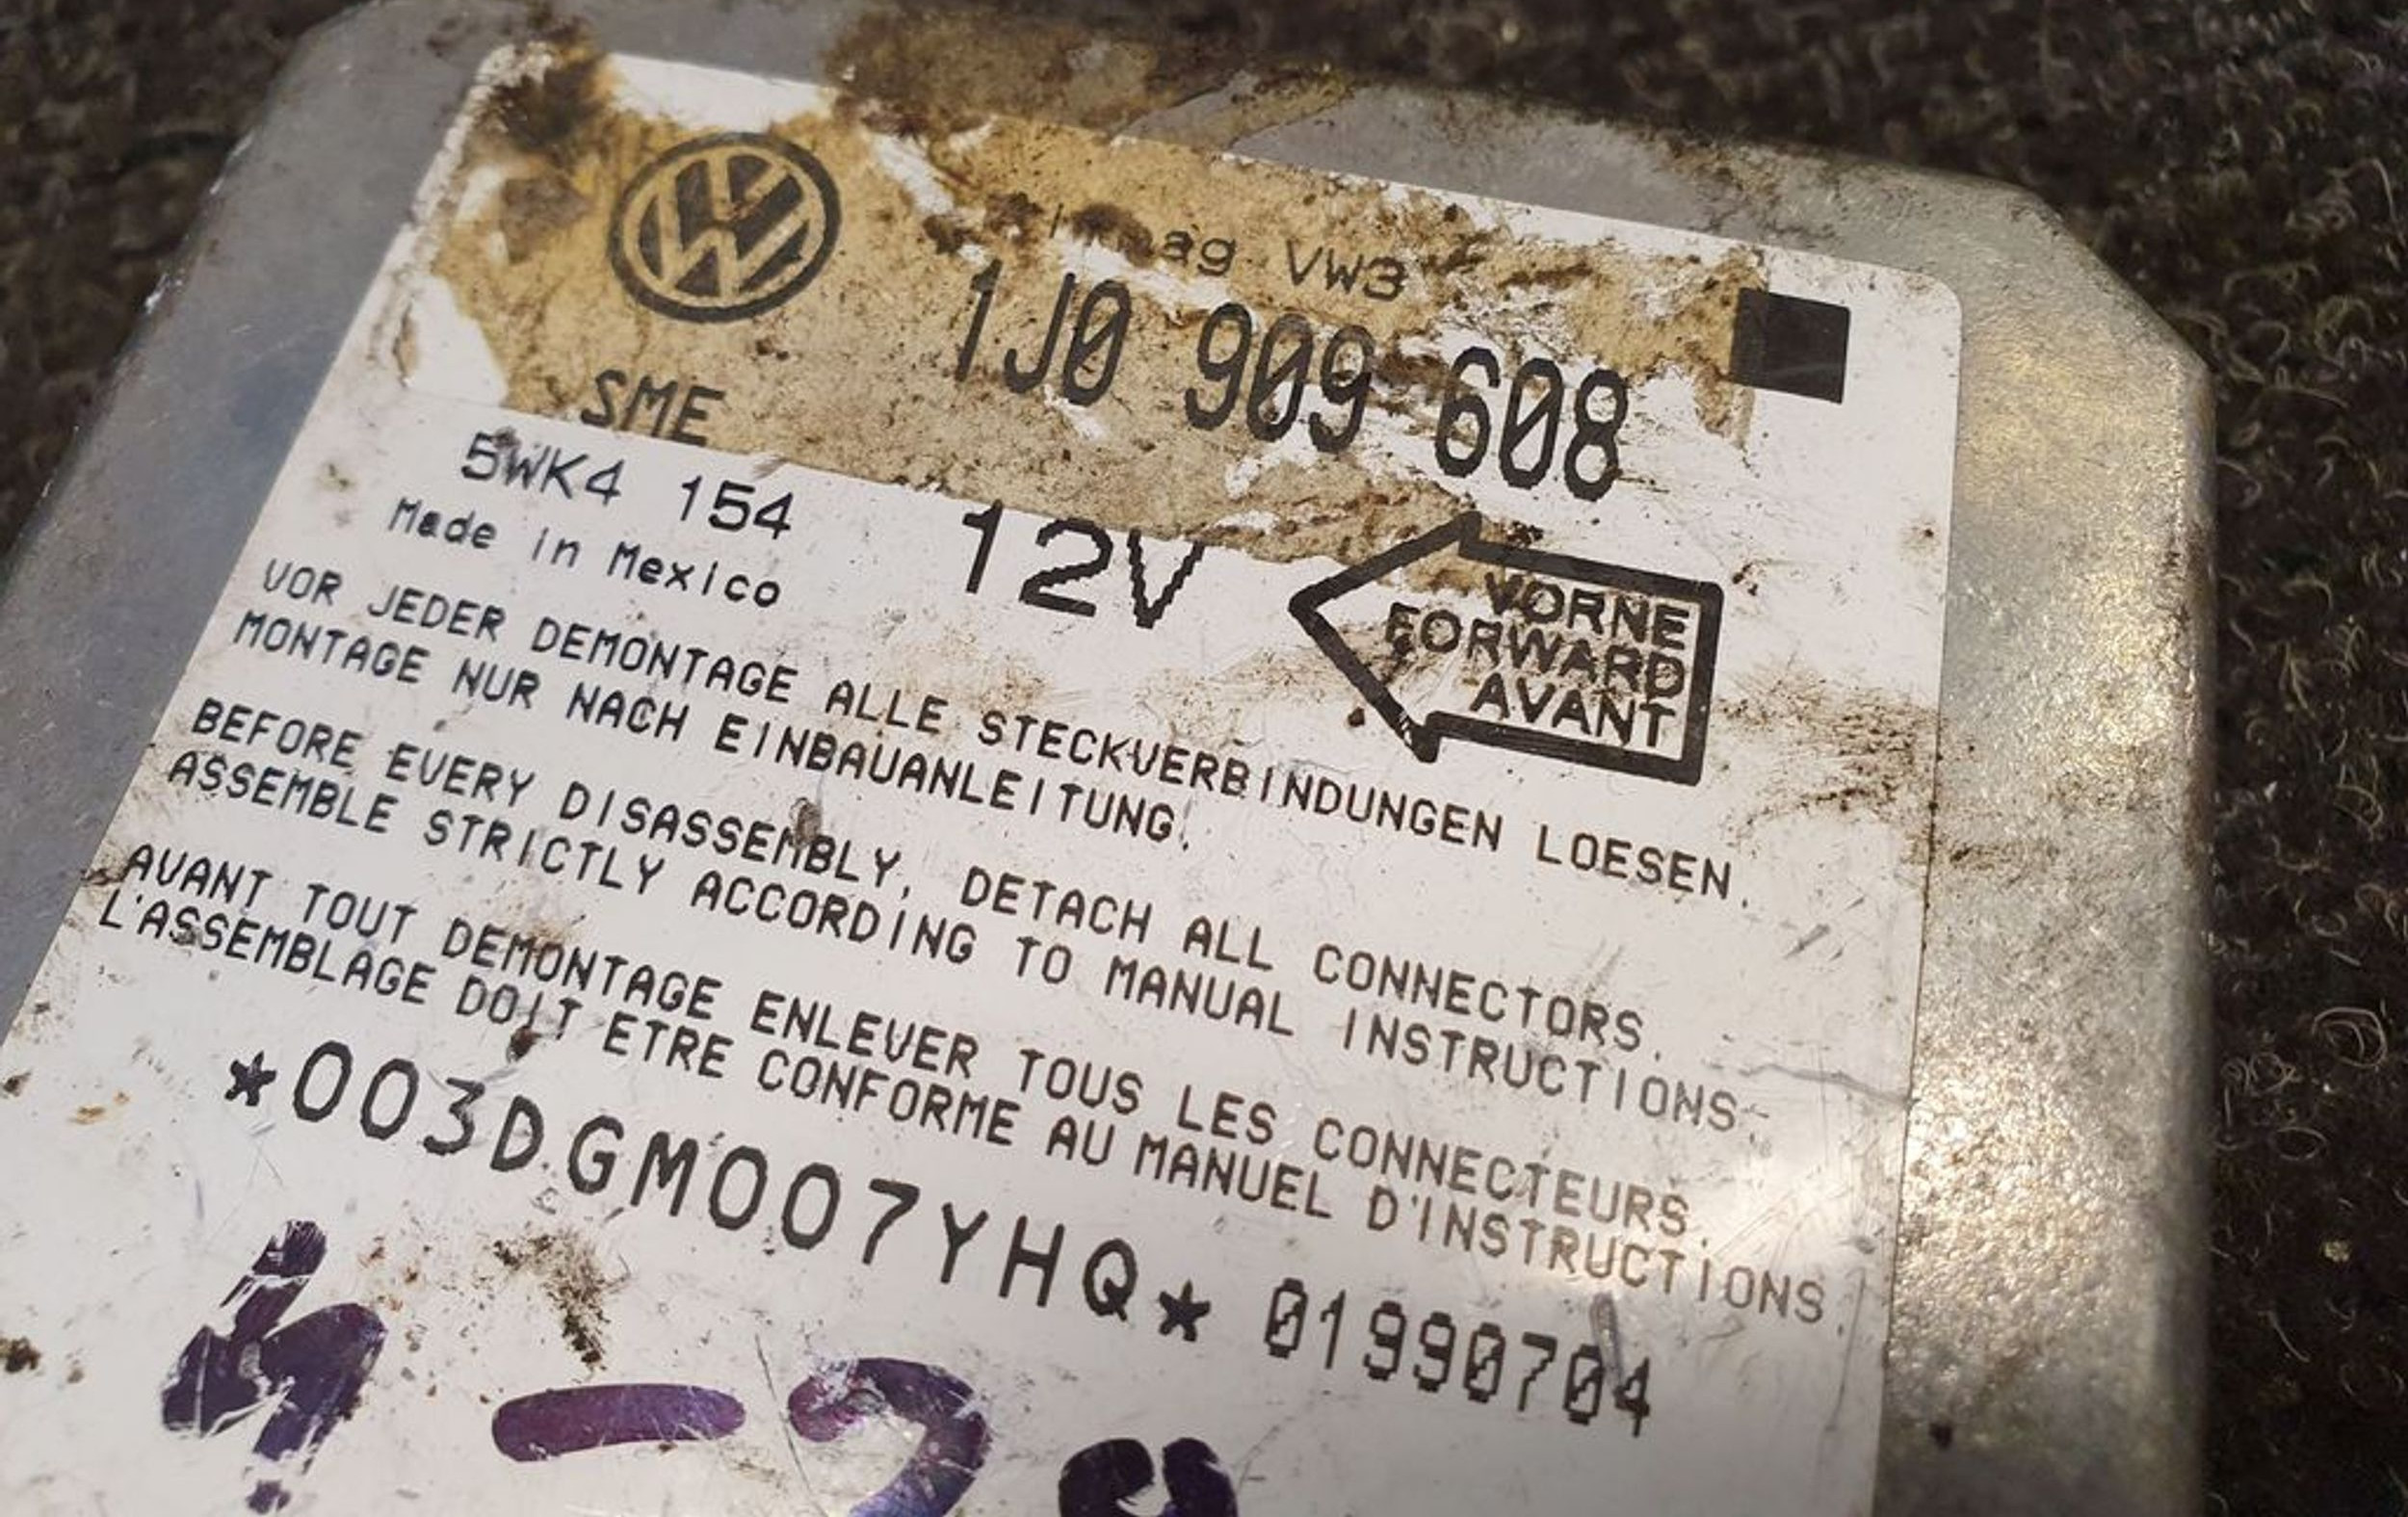 VW3
1J0 909 608
SME
5WK4 154
Made in Mexico
12V
VORNE
FORWARD
AVANT
VOR JEDER DEMONTAGE ALLE STECKVERBINDUNGEN LOESEN.
MONTAGE NUR NACH EINBAUANLEITUNG.
BEFORE EVERY DISASSEMBLY, DETACH ALL CONNECTORS.
ASSEMBLE STRICTLY ACCORDING TO MANUAL INSTRUCTIONS.
AVANT TOUT DEMONTAGE ENLEVER TOUS LES CONNECTEURS.
L'ASSEMBLAGE DOIT ETRE CONFORME AU MANUEL D'INSTRUCTIONS.
*003DGM007YHQ* 01990704